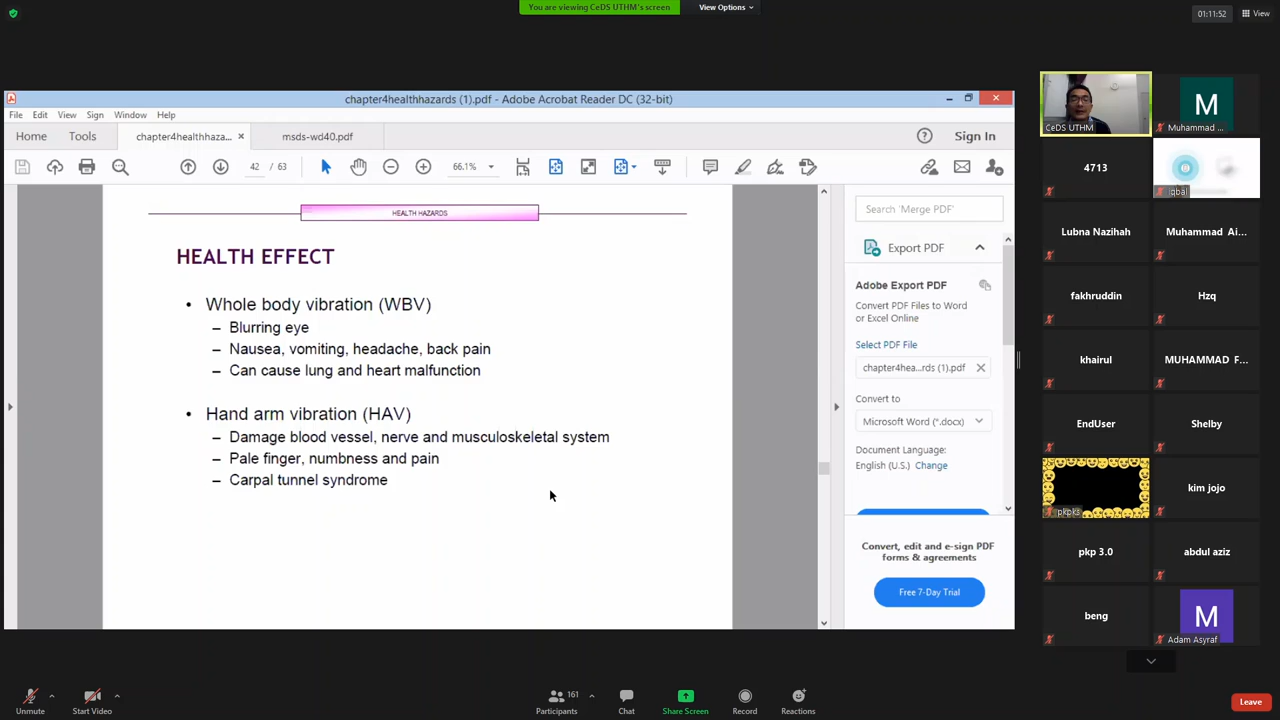 You are viewing CeDS UTHM's screen
View Options
01:11:52
View
chapter4healthhazards (1).pdf - Adobe Acrobat Reader DC (32-bit)
File Edit View Sign Window Help
Home Tools chapter4healthhaza... msds-wd40.pdf Sign In
42 / 63 66.1%
HEALTH HAZARDS
HEALTH EFFECT
• Whole body vibration (WBV)
– Blurring eye
– Nausea, vomiting, headache, back pain
– Can cause lung and heart malfunction
• Hand arm vibration (HAV)
– Damage blood vessel, nerve and musculoskeletal system
– Pale finger, numbness and pain
– Carpal tunnel syndrome
Search 'Merge PDF'
Export PDF
Adobe Export PDF
Convert PDF Files to Word
or Excel Online
Select PDF File
chapter4hea...rds (1).pdf
Convert to
Microsoft Word (*.docx)
Document Language:
English (U.S.) Change
Convert, edit and e-sign PDF
forms & agreements
Free 7-Day Trial
CeDS UTHM
M
Muhammad ...
4713
iqbal
Lubna Nazihah
Muhammad Ai...
fakhruddin
Hzq
khairul
MUHAMMAD F...
EndUser
Shelby
pkpks
kim jojo
pkp 3.0
abdul aziz
beng
M
Adam Asyraf
Unmute
Start Video
161
Participants
Chat
Share Screen
Record
Reactions
Leave